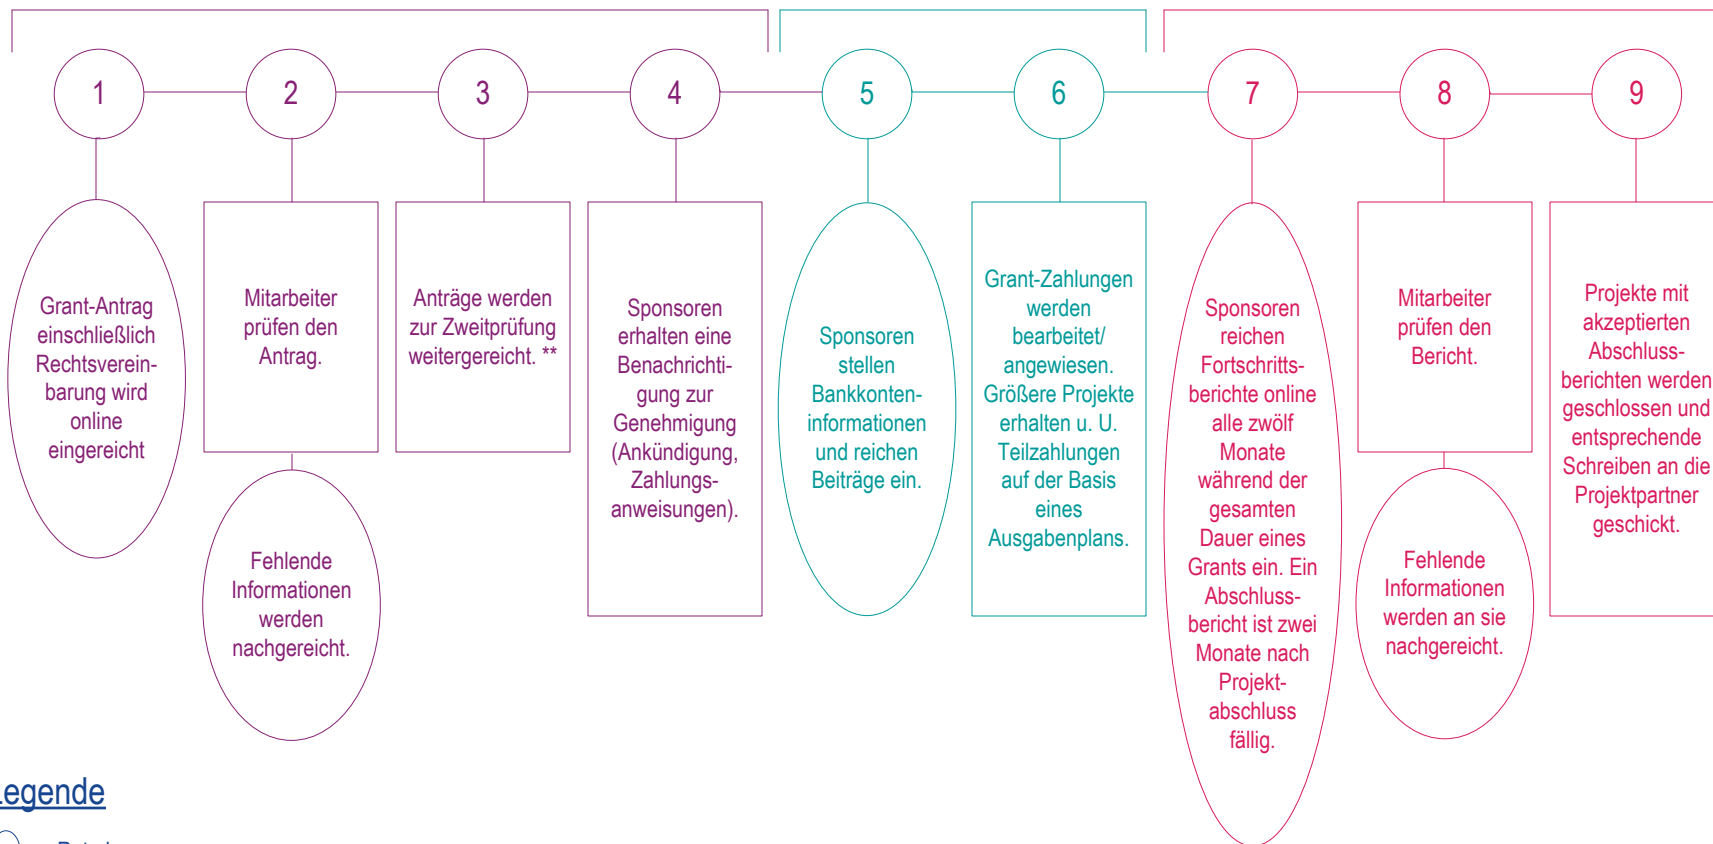 1
2
3
4
5
6
7
8
9
Grant-Antrag
einschließlich
Rechtsverein-
barung wird
online
eingereicht
Mitarbeiter
prüfen den
Antrag.
Fehlende
Informationen
werden
nachgereicht.
Anträge werden
zur Zweitprüfung
weitergereicht. **
Sponsoren
erhalten eine
Benachrichti-
gung zur
Genehmigung
(Ankündigung,
Zahlungs-
anweisungen).
Sponsoren
stellen
Bankkonten-
informationen
und reichen
Beiträge ein.
Grant-Zahlungen
werden
bearbeitet/
angewiesen.
Größere Projekte
erhalten u. U.
Teilzahlungen
auf der Basis
eines
Ausgabenplans.
Sponsoren
reichen
Fortschritts-
berichte online
alle zwölf
Monate
während der
gesamten
Dauer eines
Grants ein. Ein
Abschluss-
bericht ist zwei
Monate nach
Projekt-
abschluss
fällig.
Mitarbeiter
prüfen den
Bericht.
Fehlende
Informationen
werden an sie
nachgereicht.
Projekte mit
akzeptierten
Abschluss-
berichten werden
geschlossen und
entsprechende
Schreiben an die
Projektpartner
geschickt.
Legende